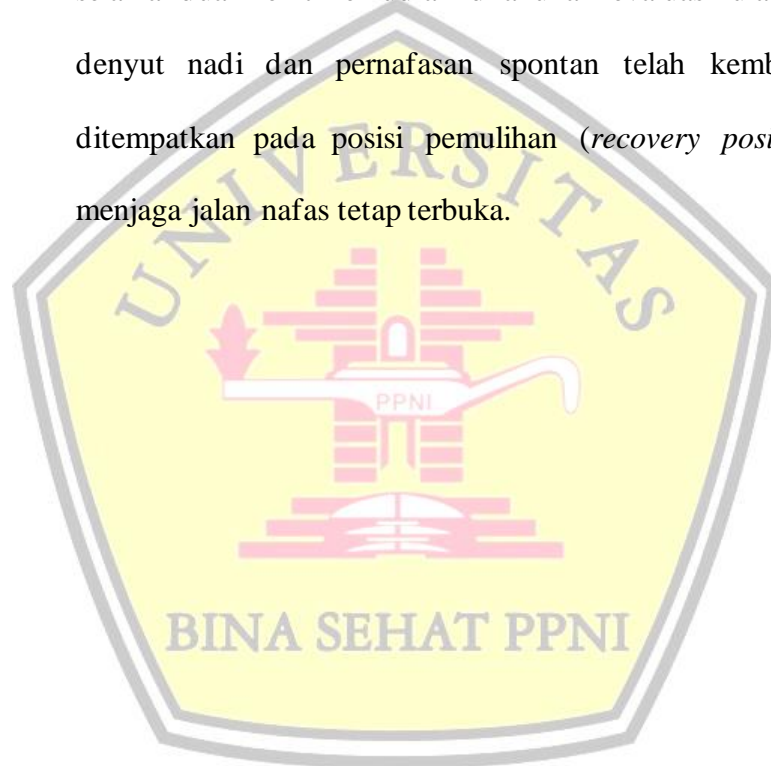 denyut nadi dan pernafasan spontan telah kemb
ditempatkan pada posisi pemulihan (recovery posi
menjaga jalan nafas tetap terbuka.
UNIVERSITAS
PPNI
BINA SEHAT PPNI